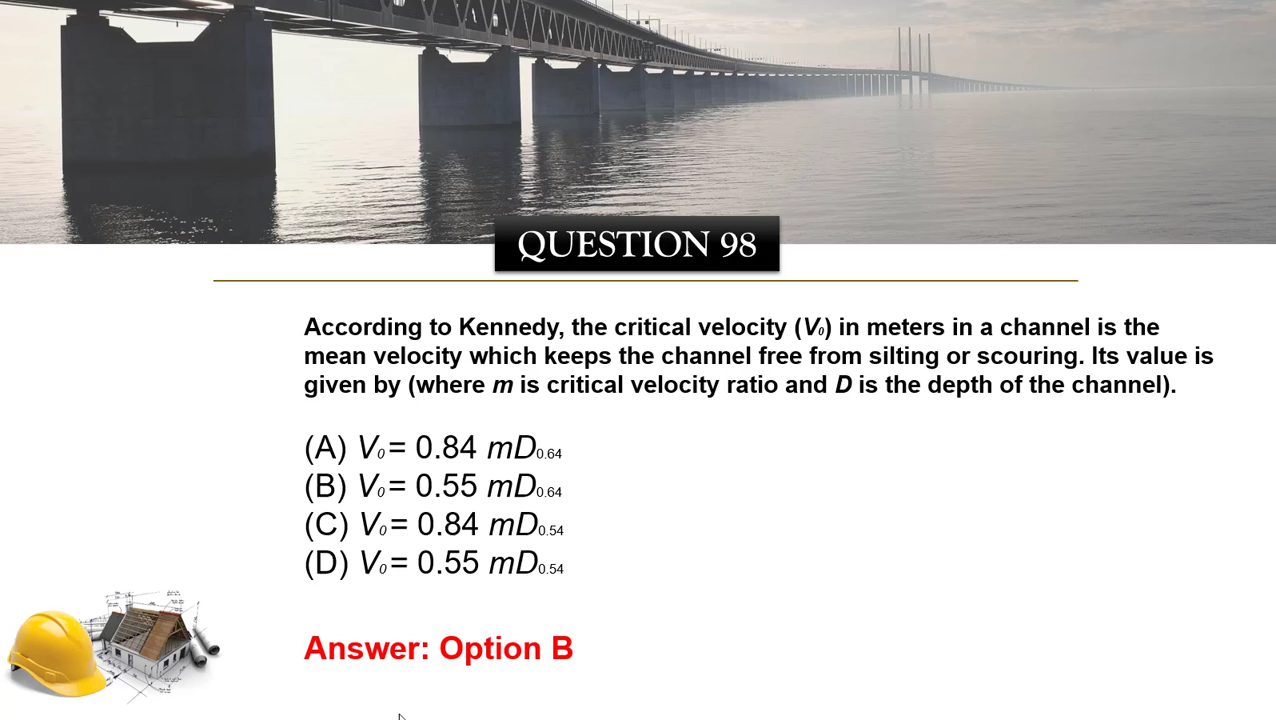 QUESTION 98
According to Kennedy, the critical velocity (V₀) in meters in a channel is the
mean velocity which keeps the channel free from silting or scouring. Its value is
given by (where m is critical velocity ratio and D is the depth of the channel).
(A) V₀ = 0.84 mD0.64
(B) V₀ = 0.55 mD0.64
(C) V₀ = 0.84 mD0.54
(D) V₀ = 0.55 mD0.54
Answer: Option B